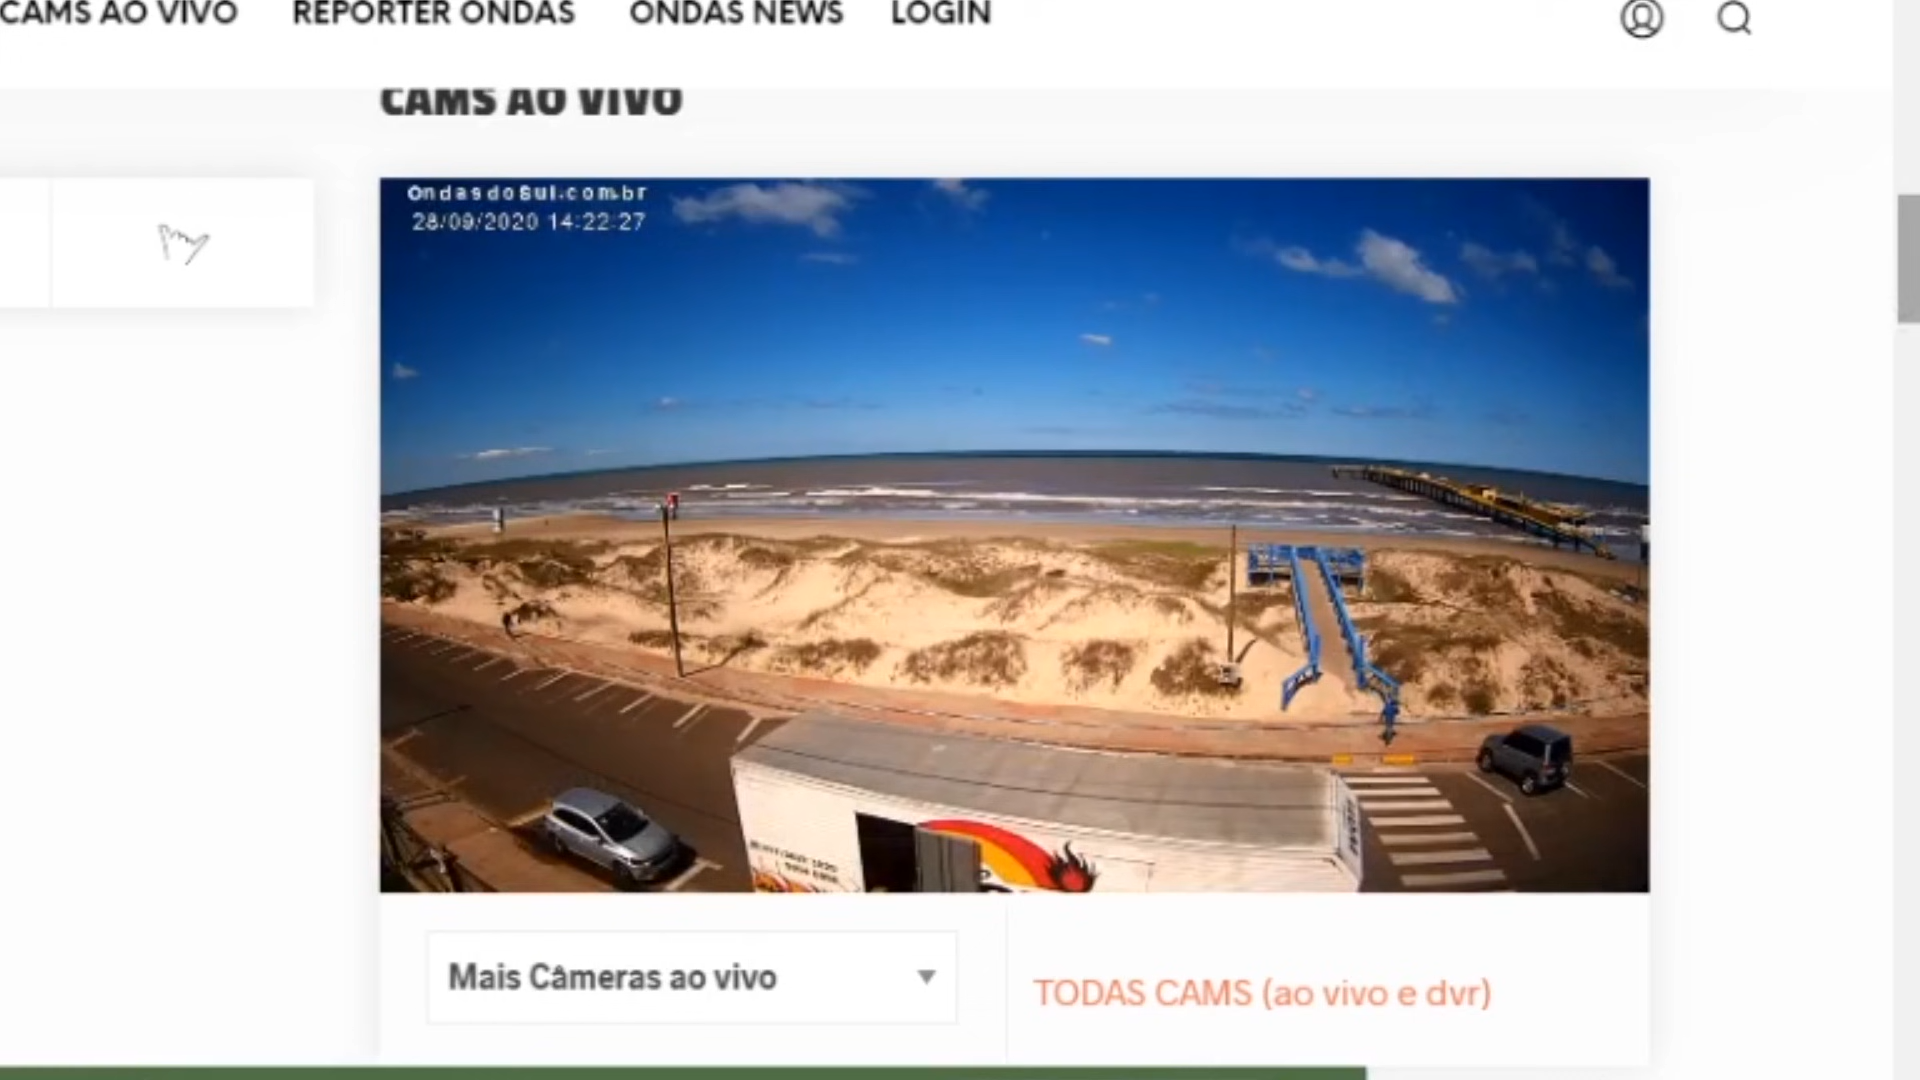 CAMS AO VIVO
REPORTER ONDAS
ONDAS NEWS
LOGIN
CAMS AO VIVO
OndasdoSul.com.br
28/09/2020 14:22:27
Mais Câmeras ao vivo
TODAS CAMS (ao vivo e dvr)